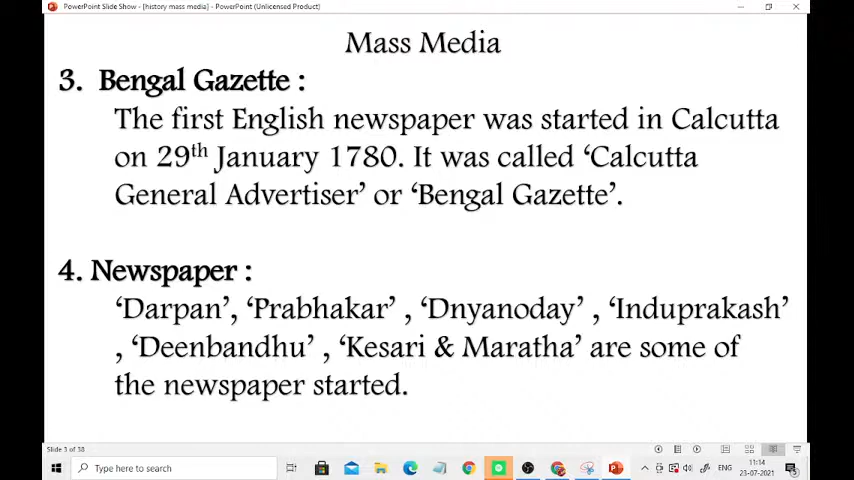 PowerPoint Slide Show - [history mass media] - PowerPoint (Unlicensed Product)
Mass Media
3. Bengal Gazette :
The first English newspaper was started in Calcutta
on 29th January 1780. It was called ‘Calcutta
General Advertiser’ or ‘Bengal Gazette’.
4. Newspaper :
‘Darpan’, ‘Prabhakar’ , ‘Dnyanoday’ , ‘Induprakash’
, ‘Deenbandhu’ , ‘Kesari & Maratha’ are some of
the newspaper started.
Slide 3 of 38
Type here to search
ENG
11:14
23-07-2021